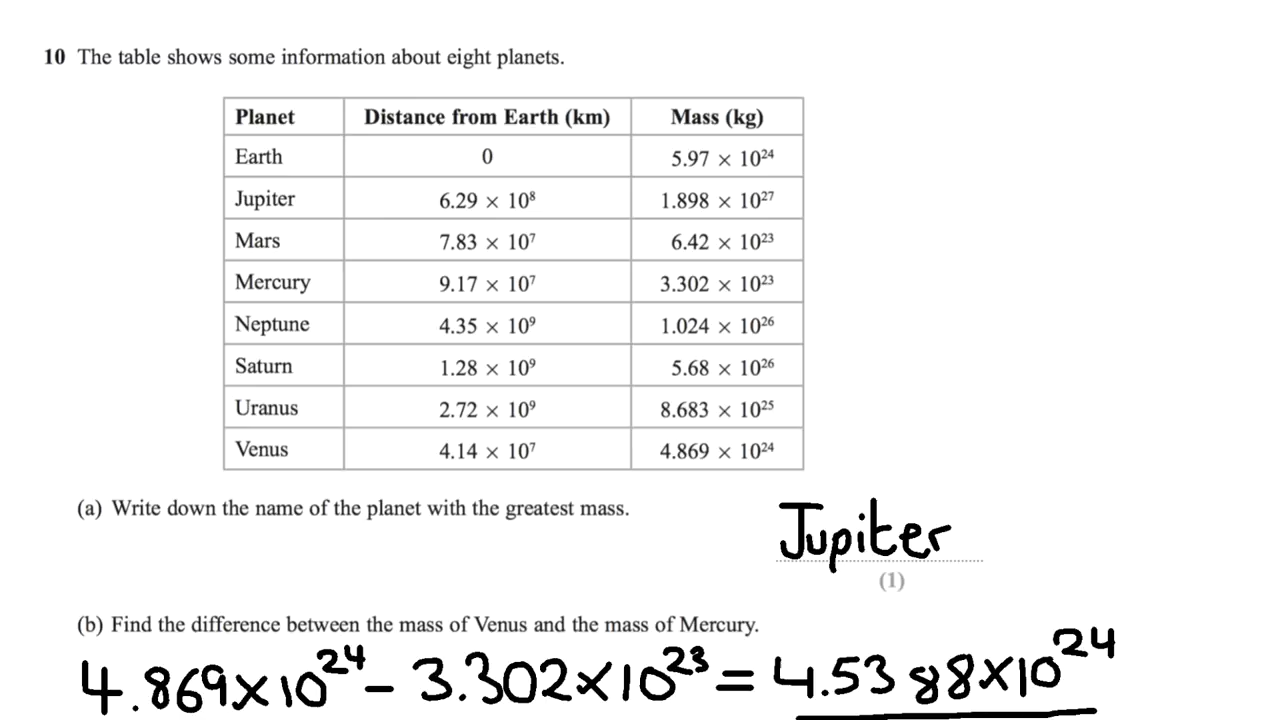 10 The table shows some information about eight planets.
Planet Distance from Earth (km) Mass (kg)
Earth 0 5.97 × 10²⁴
Jupiter 6.29 × 10⁸ 1.898 × 10²⁷
Mars 7.83 × 10⁷ 6.42 × 10²³
Mercury 9.17 × 10⁷ 3.302 × 10²³
Neptune 4.35 × 10⁹ 1.024 × 10²⁶
Saturn 1.28 × 10⁹ 5.68 × 10²⁶
Uranus 2.72 × 10⁹ 8.683 × 10²⁵
Venus 4.14 × 10⁷ 4.869 × 10²⁴
(a) Write down the name of the planet with the greatest mass.
Jupiter
(1)
(b) Find the difference between the mass of Venus and the mass of Mercury.
4.869×10²⁴ – 3.302×10²³ = 4.5388×10²⁴